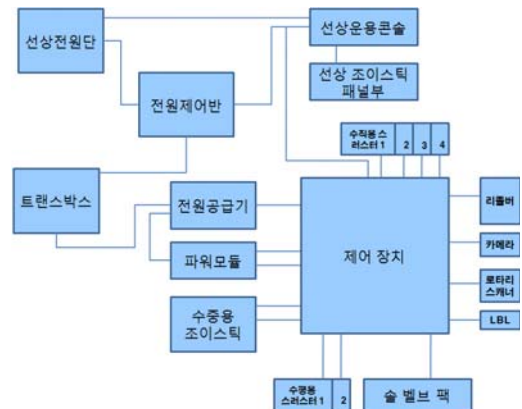 선상전원단
선상운용콘솔
선상 조이스틱
패널부
전원제어반
수직용 스
러스터 1
2
3
4
트랜스박스
전원공급기
제어 장치
리졸버
파워모듈
카메라
로타리
스캐너
수중용
조이스틱
LBL
수평용
스러스터 1
2
솔 벨브 팩